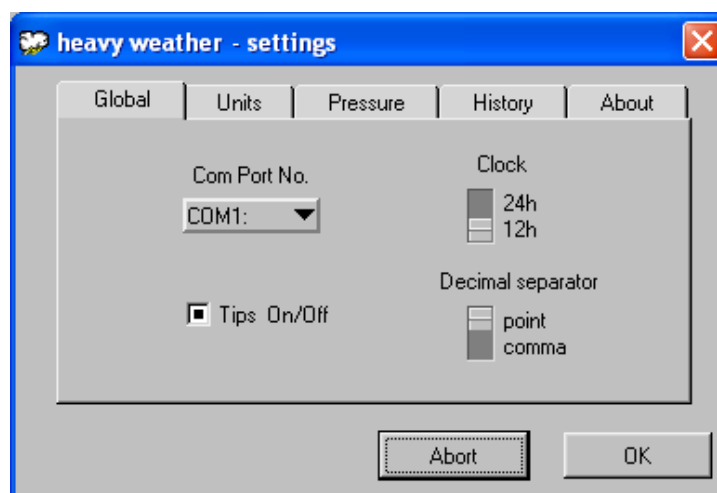 heavy weather - settings
Global Units Pressure History About
Com Port No.
COM1:
Clock
24h
12h
Tips On/Off
Decimal separator
point
comma
Abort OK